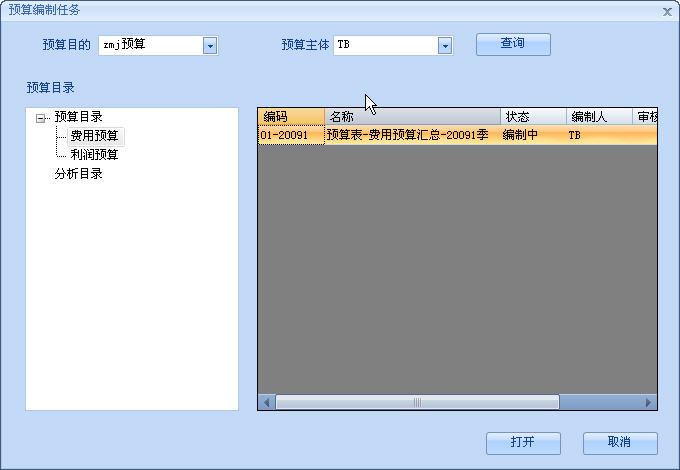 预算编制任务
预算目的 zmj预算 预算主体 TB 查询
预算目录
预算目录
费用预算
利润预算
分析目录
编码 名称 状态 编制人 审核
01-20091 预算表-费用预算汇总-20091季 编制中 TB
打开 取消